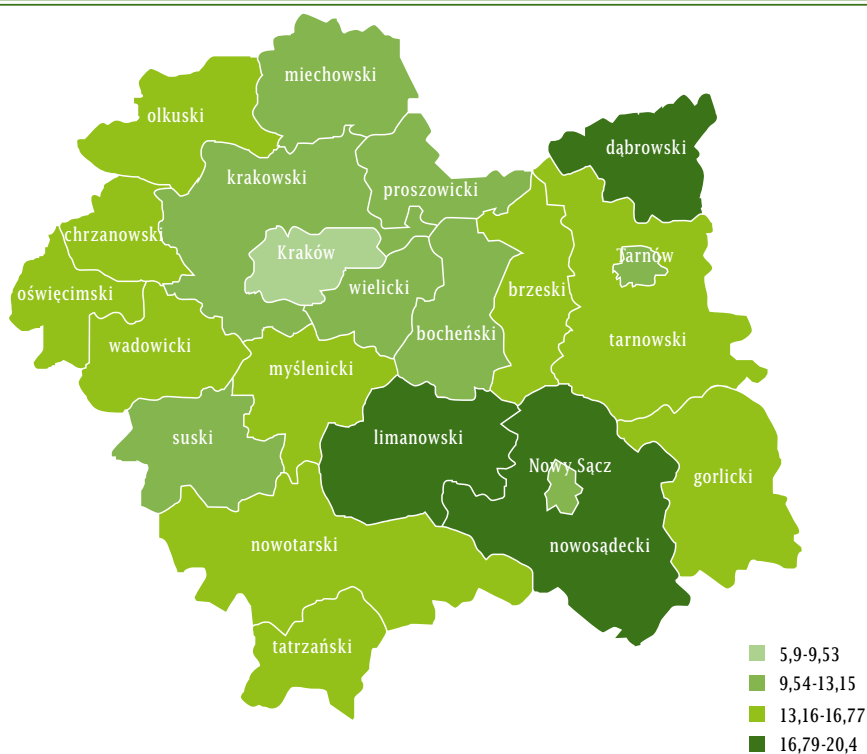 miechowski
olkuski
dąbrowski
krakowski
proszowicki
chrzanowski
Kraków
Tarnów
oświęcimski
wielicki
brzeski
bocheński
wadowicki
tarnowski
myślenicki
suski
limanowski
Nowy Sącz
gorlicki
nowotarski
nowosądecki
tatrzański
5,9-9,53
9,54-13,15
13,16-16,77
16,79-20,4